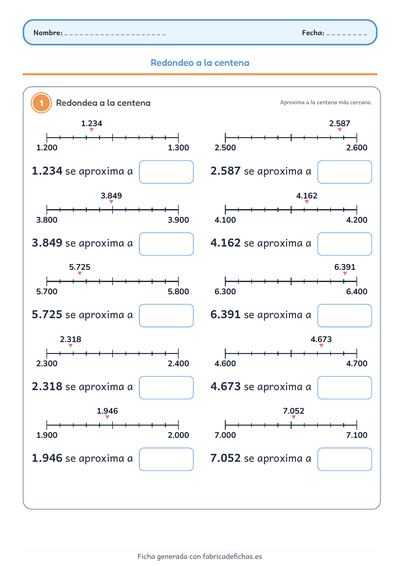 Nombre:
Fecha:
Redondeo a la centena
1 Redondea a la centena
Aproxima a la centena más cercana.
1.234
1.200 1.300
1.234 se aproxima a
2.587
2.500 2.600
2.587 se aproxima a
3.849
3.800 3.900
3.849 se aproxima a
4.162
4.100 4.200
4.162 se aproxima a
5.725
5.700 5.800
5.725 se aproxima a
6.391
6.300 6.400
6.391 se aproxima a
2.318
2.300 2.400
2.318 se aproxima a
4.673
4.600 4.700
4.673 se aproxima a
1.946
1.900 2.000
1.946 se aproxima a
7.052
7.000 7.100
7.052 se aproxima a
Ficha generada con fabricadefichas.es